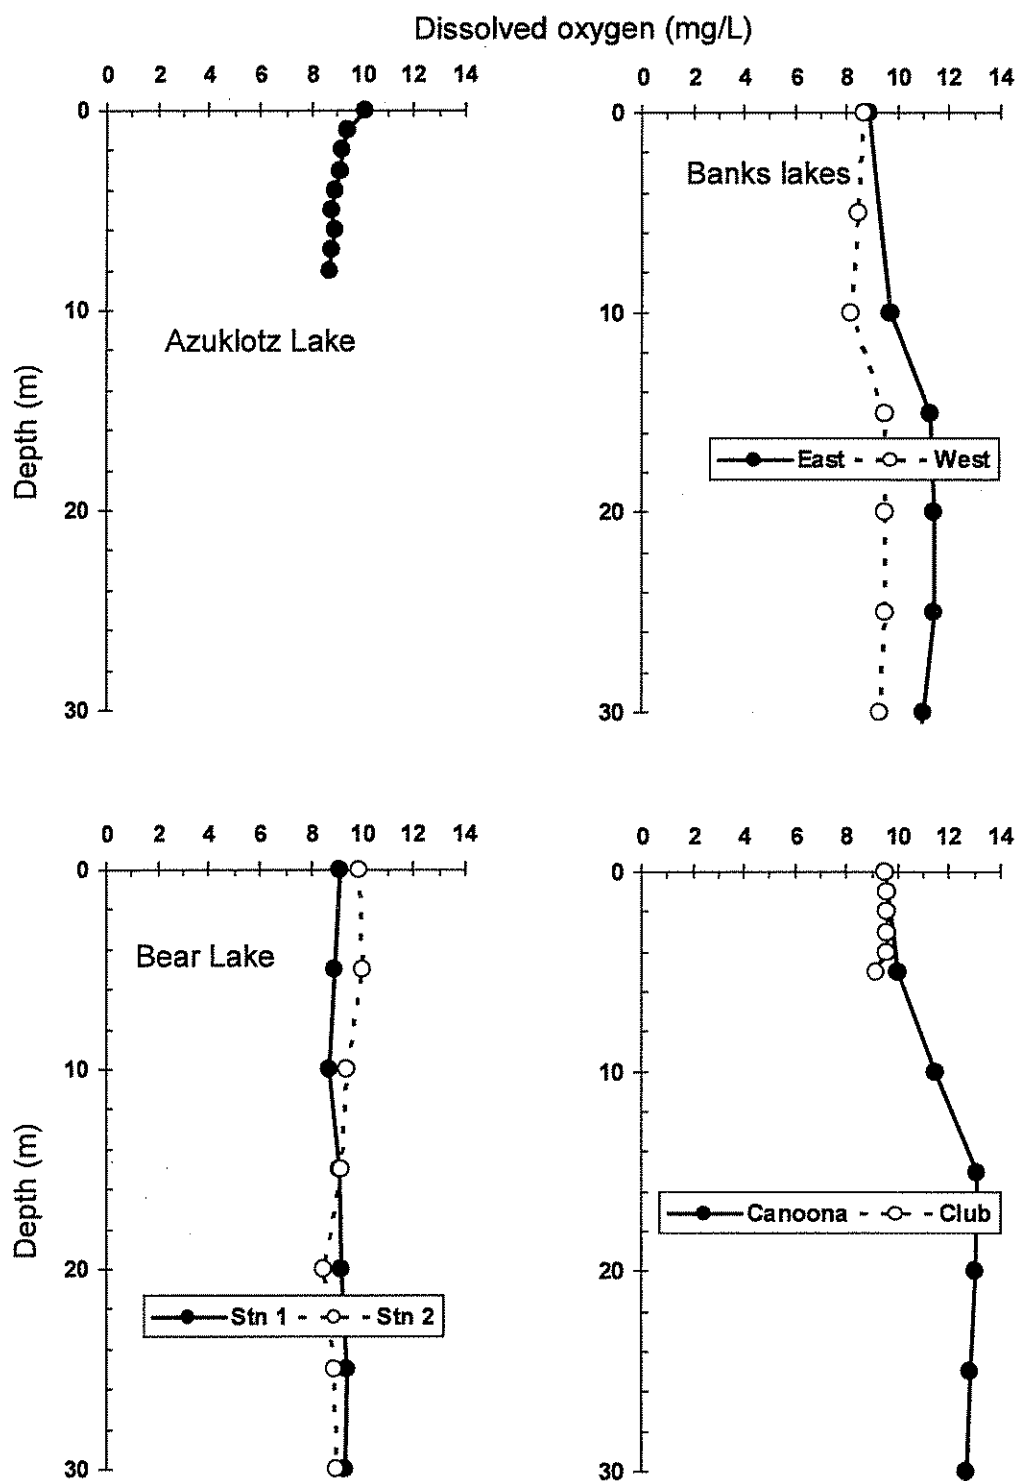 Dissolved oxygen (mg/L)
0 2 4 6 8 10 12 14
0
10
20
30
Depth (m)
Azuklotz Lake
0 2 4 6 8 10 12 14
0
10
20
30
Banks lakes
East West
0 2 4 6 8 10 12 14
0
10
20
30
Depth (m)
Bear Lake
Stn 1 Stn 2
0 2 4 6 8 10 12 14
0
10
20
30
Canoona Club